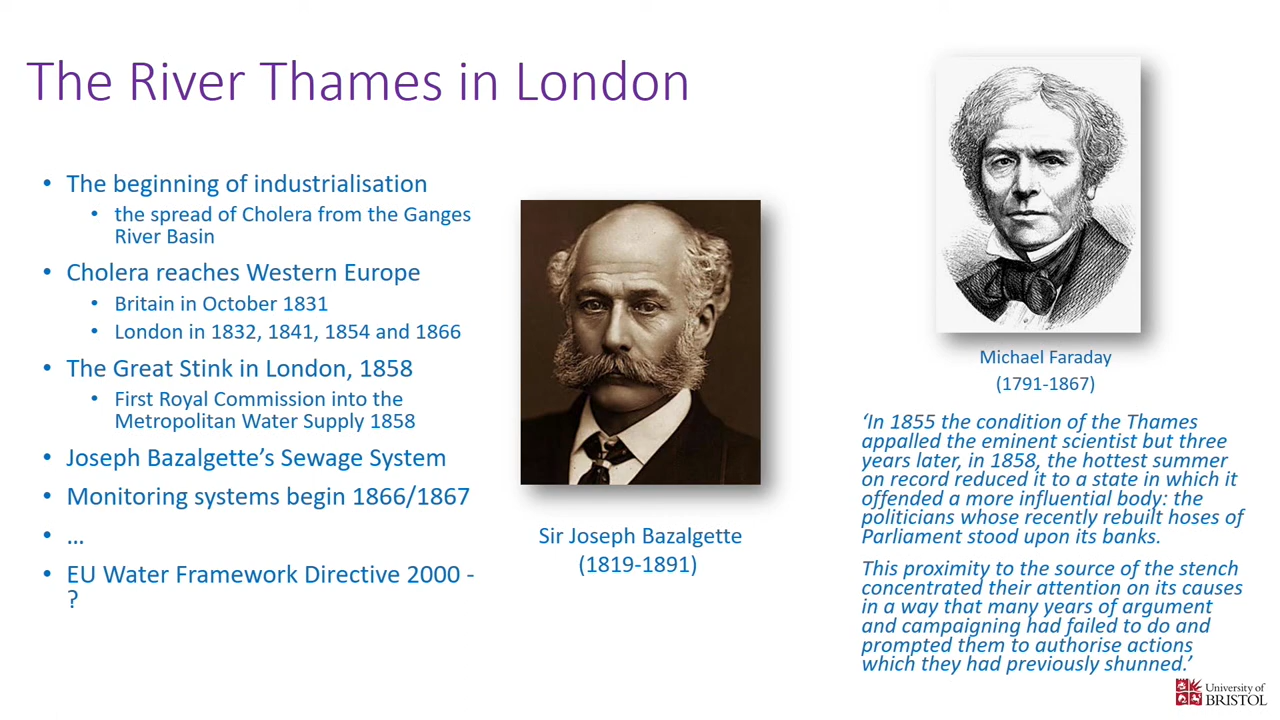 The River Thames in London
• The beginning of industrialisation
• the spread of Cholera from the Ganges
River Basin
• Cholera reaches Western Europe
• Britain in October 1831
• London in 1832, 1841, 1854 and 1866
• The Great Stink in London, 1858
• First Royal Commission into the
Metropolitan Water Supply 1858
• Joseph Bazalgette’s Sewage System
• Monitoring systems begin 1866/1867
• …
• EU Water Framework Directive 2000 -
?
Sir Joseph Bazalgette
(1819-1891)
Michael Faraday
(1791-1867)
‘In 1855 the condition of the Thames
appalled the eminent scientist but three
years later, in 1858, the hottest summer
on record reduced it to a state in which it
offended a more influential body: the
politicians whose recently rebuilt hoses of
Parliament stood upon its banks.
This proximity to the source of the stench
concentrated their attention on its causes
in a way that many years of argument
and campaigning had failed to do and
prompted them to authorise actions
which they had previously shunned.’
University of
BRISTOL